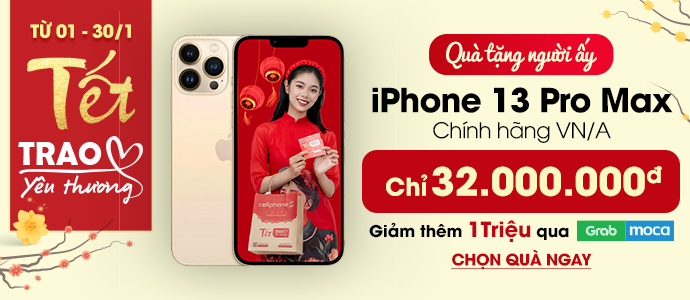 TỪ 01 - 30/1
Tết
TRAO
Yêu thương
cellphoneS
Tết
Quà tặng người ấy
iPhone 13 Pro Max
Chính hãng VN/A
Chỉ 32.000.000đ
Giảm thêm 1Triệu qua Grab moca
CHỌN QUÀ NGAY